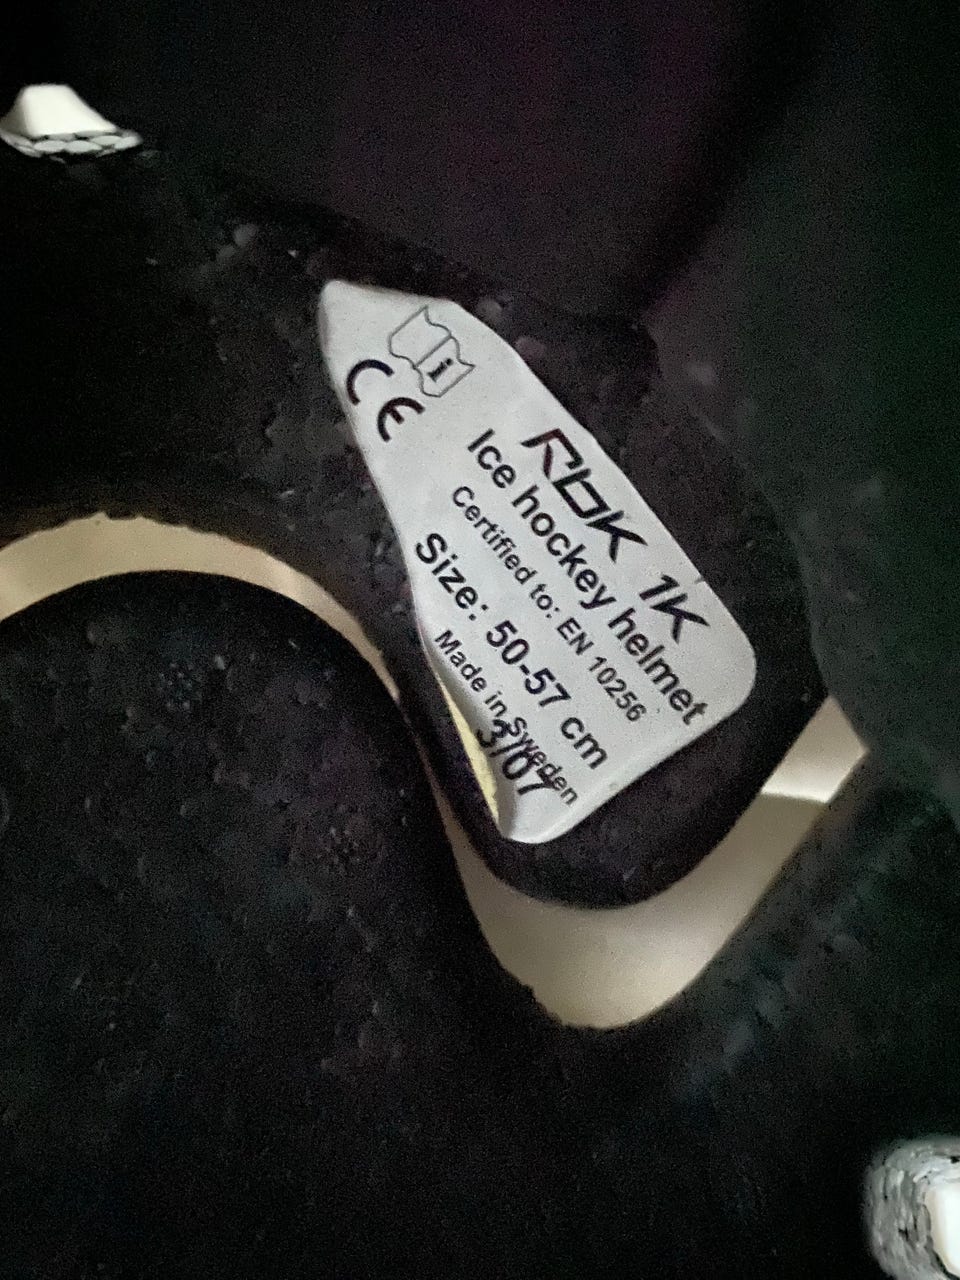 i
CE
RbK 1K
Ice hockey helmet
Certified to: EN 10256
Size: 50-57 cm
Made in Sweden
3/07